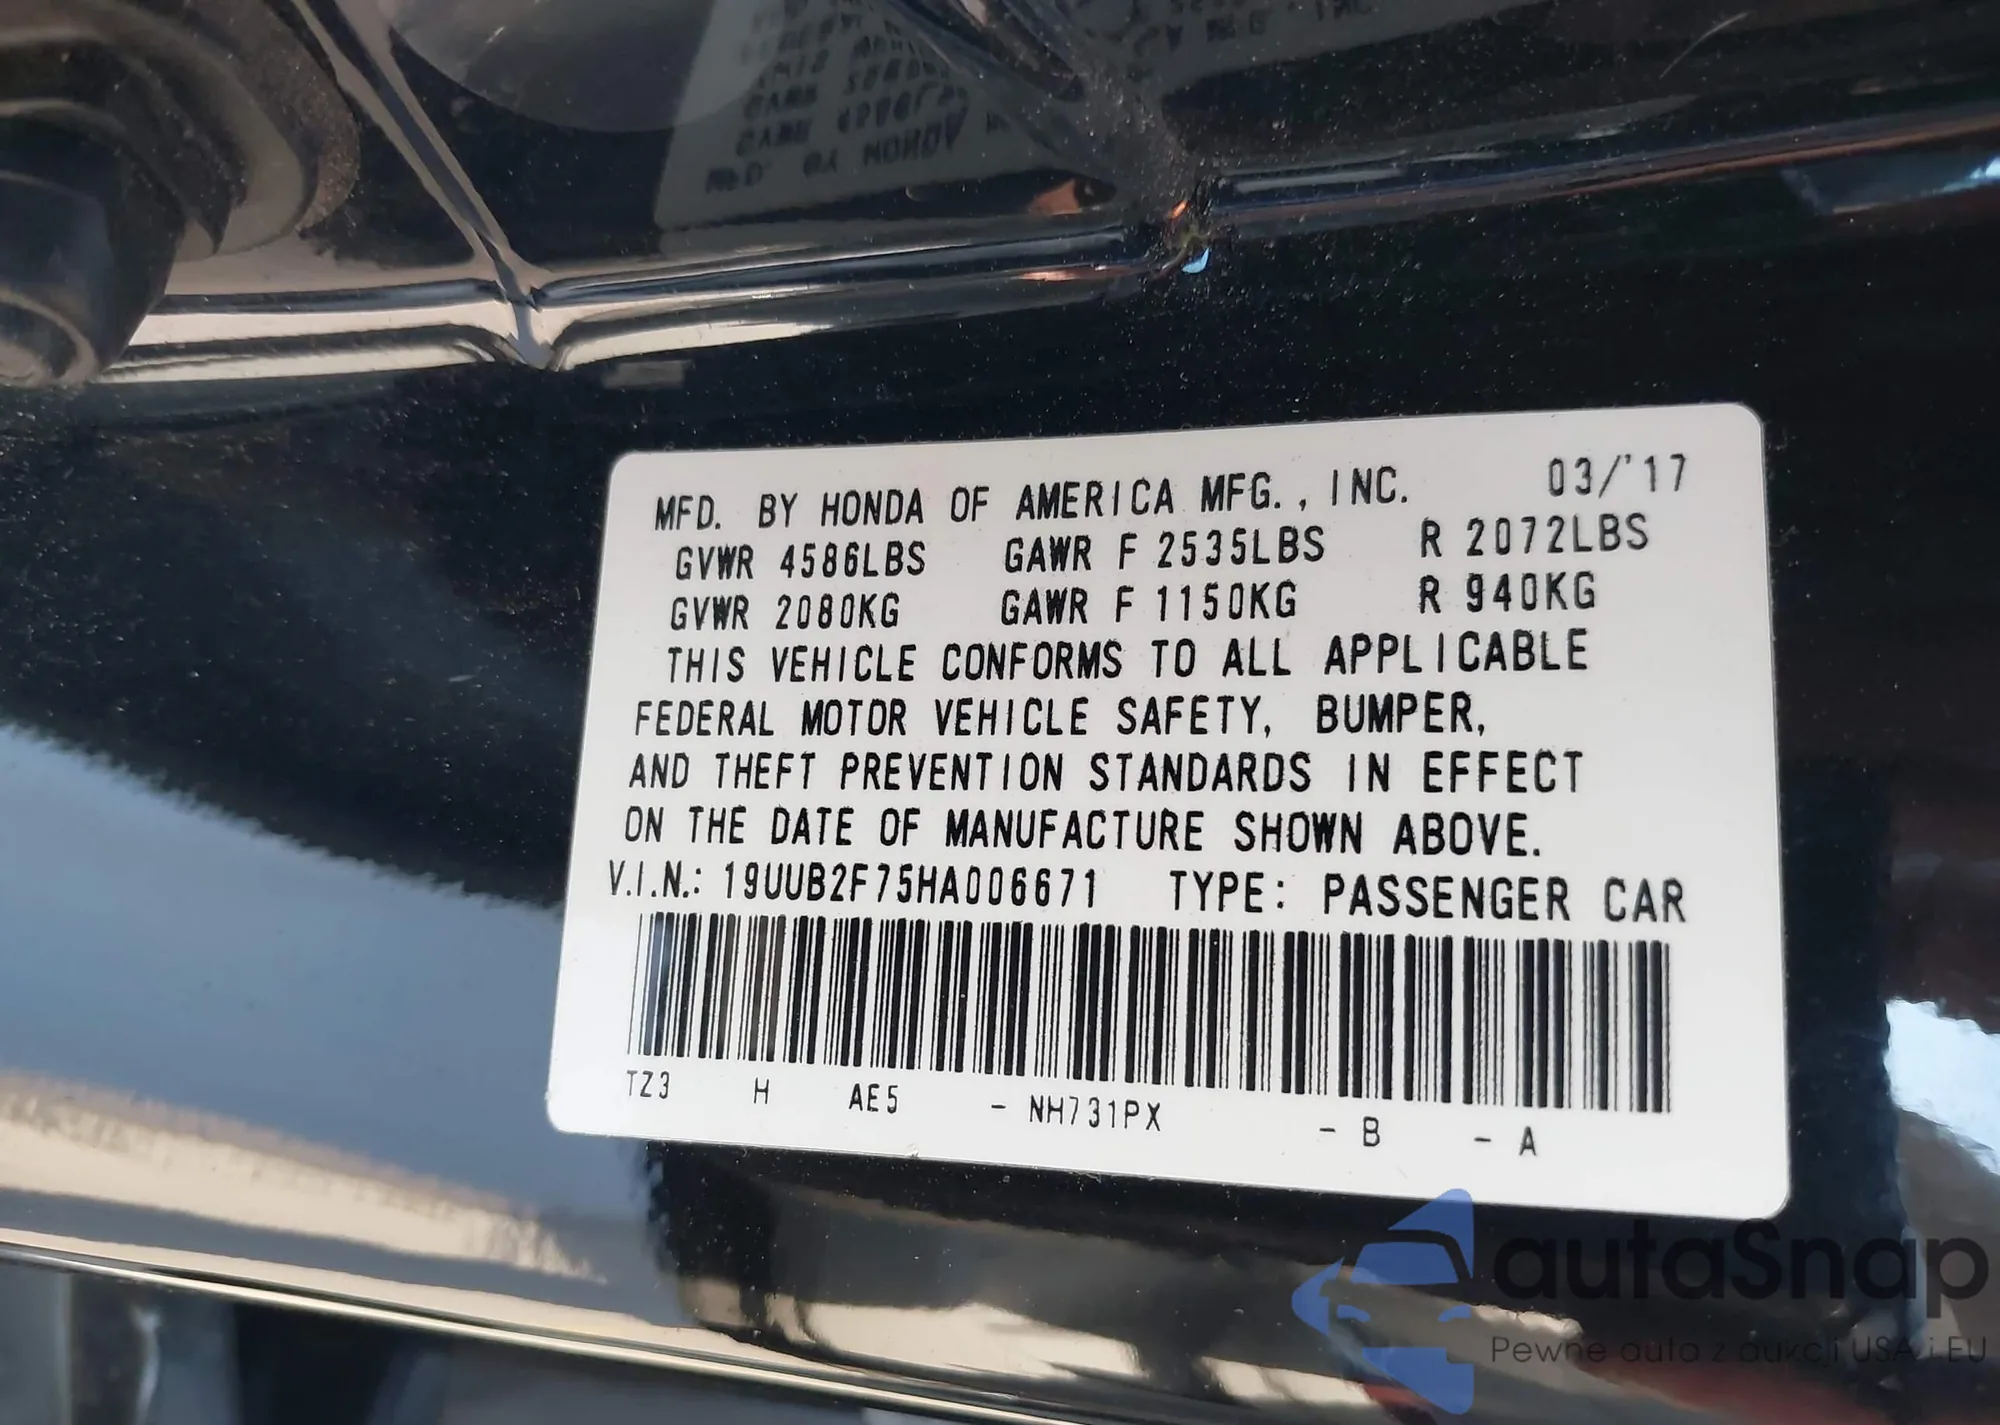 MFD. BY HONDA OF AMERICA MFG., INC. 03/'17
GVWR 4586LBS GAWR F 2535LBS R 2072LBS
GVWR 2080KG GAWR F 1150KG R 940KG
THIS VEHICLE CONFORMS TO ALL APPLICABLE
FEDERAL MOTOR VEHICLE SAFETY, BUMPER,
AND THEFT PREVENTION STANDARDS IN EFFECT
ON THE DATE OF MANUFACTURE SHOWN ABOVE.
V.I.N.: 19UUB2F75HA006671 TYPE: PASSENGER CAR
TZ3 H AE5 - NH731PX - B - A
autaSnap
Pewne auta z aukcji USA i EU